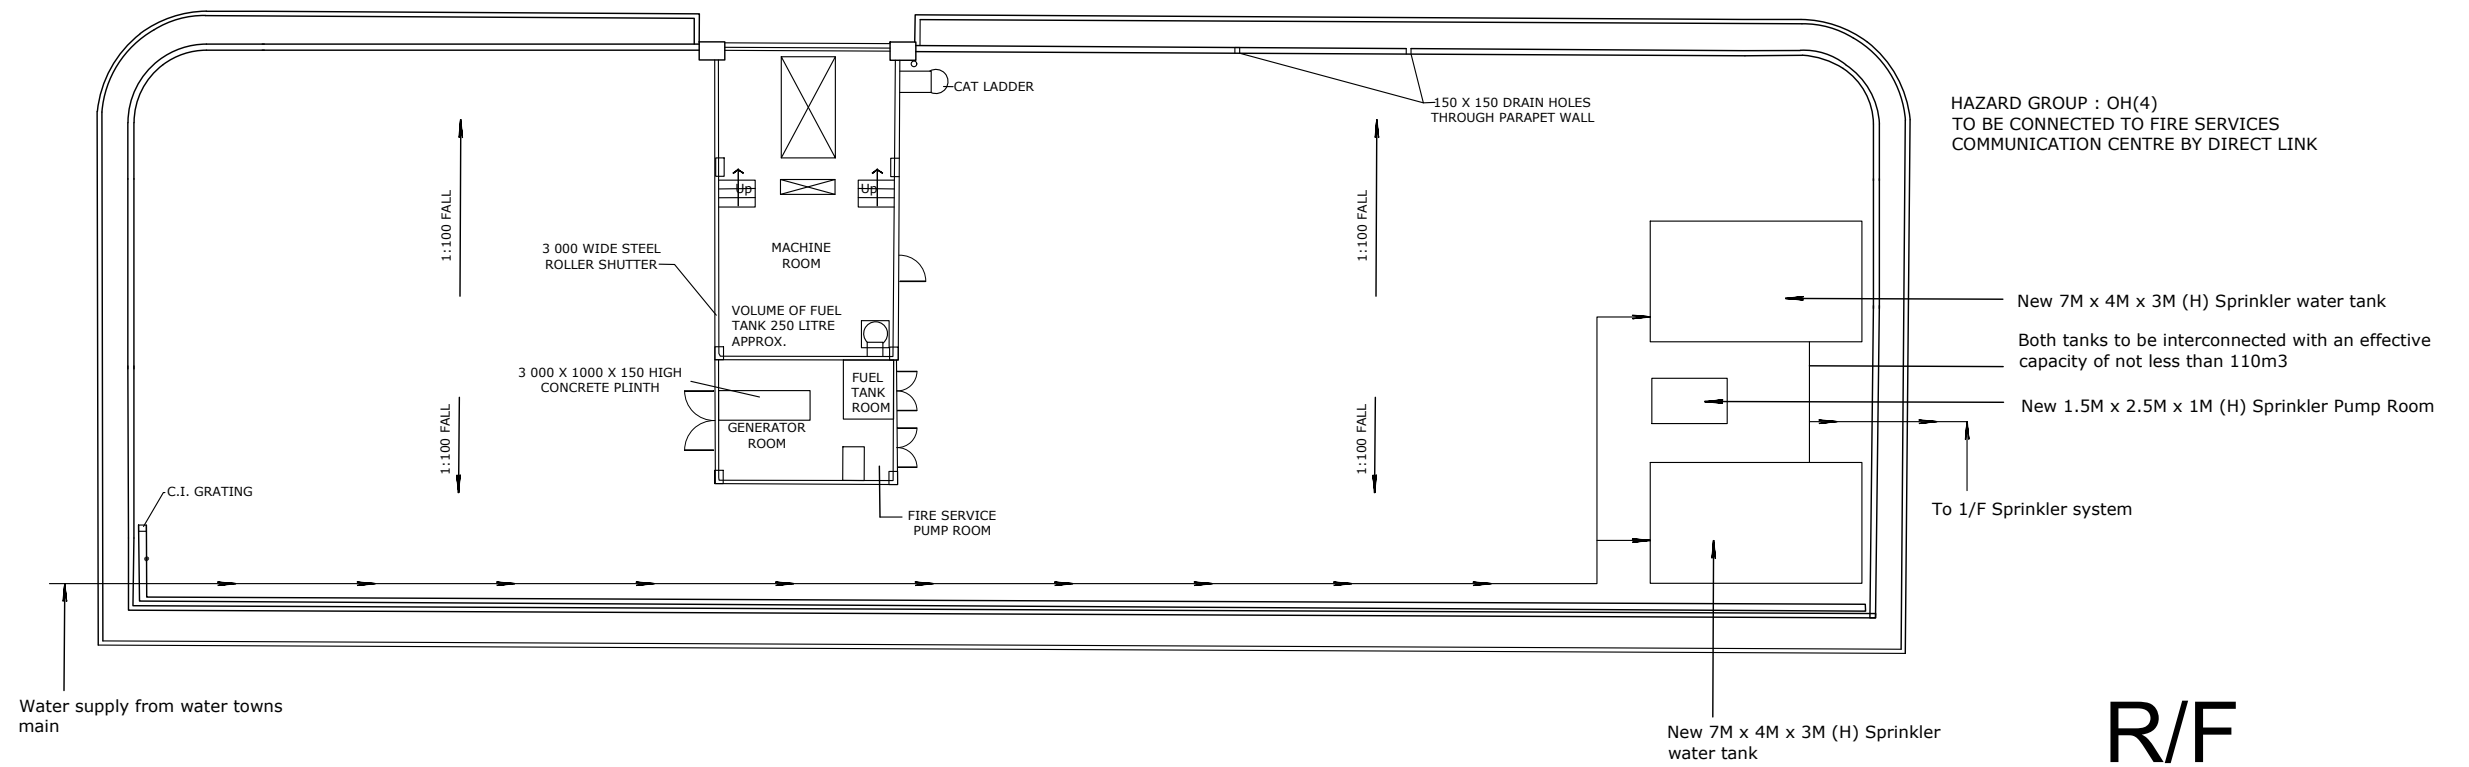 CAT LADDER
150 X 150 DRAIN HOLES
THROUGH PARAPET WALL
HAZARD GROUP : OH(4)
TO BE CONNECTED TO FIRE SERVICES
COMMUNICATION CENTRE BY DIRECT LINK
1:100 FALL
Up
Up
1:100 FALL
3 000 WIDE STEEL
ROLLER SHUTTER
MACHINE
ROOM
VOLUME OF FUEL
TANK 250 LITRE
APPROX.
New 7M x 4M x 3M (H) Sprinkler water tank
Both tanks to be interconnected with an effective
capacity of not less than 110m3
3 000 X 1000 X 150 HIGH
CONCRETE PLINTH
FUEL
TANK
ROOM
New 1.5M x 2.5M x 1M (H) Sprinkler Pump Room
1:100 FALL
GENERATOR
ROOM
1:100 FALL
C.I. GRATING
FIRE SERVICE
PUMP ROOM
To 1/F Sprinkler system
Water supply from water towns
main
New 7M x 4M x 3M (H) Sprinkler
water tank
R/F